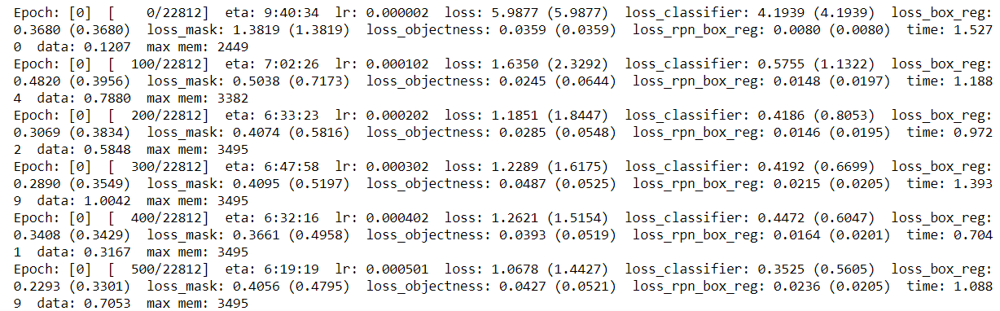 Epoch: [0]  [    0/22812]  eta: 9:40:34  lr: 0.000002  loss: 5.9877 (5.9877)  loss_classifier: 4.1939 (4.1939)  loss_box_reg:
0.3680 (0.3680)  loss_mask: 1.3819 (1.3819)  loss_objectness: 0.0359 (0.0359)  loss_rpn_box_reg: 0.0080 (0.0080)  time: 1.527
0  data: 0.1207  max mem: 2449
Epoch: [0]  [  100/22812]  eta: 7:02:26  lr: 0.000102  loss: 1.6350 (2.3292)  loss_classifier: 0.5755 (1.1322)  loss_box_reg:
0.4820 (0.3956)  loss_mask: 0.5038 (0.7173)  loss_objectness: 0.0245 (0.0644)  loss_rpn_box_reg: 0.0148 (0.0197)  time: 1.188
4  data: 0.7880  max mem: 3382
Epoch: [0]  [  200/22812]  eta: 6:33:23  lr: 0.000202  loss: 1.1851 (1.8447)  loss_classifier: 0.4186 (0.8053)  loss_box_reg:
0.3069 (0.3834)  loss_mask: 0.4074 (0.5816)  loss_objectness: 0.0285 (0.0548)  loss_rpn_box_reg: 0.0146 (0.0195)  time: 0.972
2  data: 0.5848  max mem: 3495
Epoch: [0]  [  300/22812]  eta: 6:47:58  lr: 0.000302  loss: 1.2289 (1.6175)  loss_classifier: 0.4192 (0.6699)  loss_box_reg:
0.2890 (0.3549)  loss_mask: 0.4095 (0.5197)  loss_objectness: 0.0487 (0.0525)  loss_rpn_box_reg: 0.0215 (0.0205)  time: 1.393
9  data: 1.0042  max mem: 3495
Epoch: [0]  [  400/22812]  eta: 6:32:16  lr: 0.000402  loss: 1.2621 (1.5154)  loss_classifier: 0.4472 (0.6047)  loss_box_reg:
0.3408 (0.3429)  loss_mask: 0.3661 (0.4958)  loss_objectness: 0.0393 (0.0519)  loss_rpn_box_reg: 0.0164 (0.0201)  time: 0.704
1  data: 0.3167  max mem: 3495
Epoch: [0]  [  500/22812]  eta: 6:19:19  lr: 0.000501  loss: 1.0678 (1.4427)  loss_classifier: 0.3525 (0.5605)  loss_box_reg:
0.2293 (0.3301)  loss_mask: 0.4056 (0.4795)  loss_objectness: 0.0427 (0.0521)  loss_rpn_box_reg: 0.0236 (0.0205)  time: 1.088
9  data: 0.7053  max mem: 3495